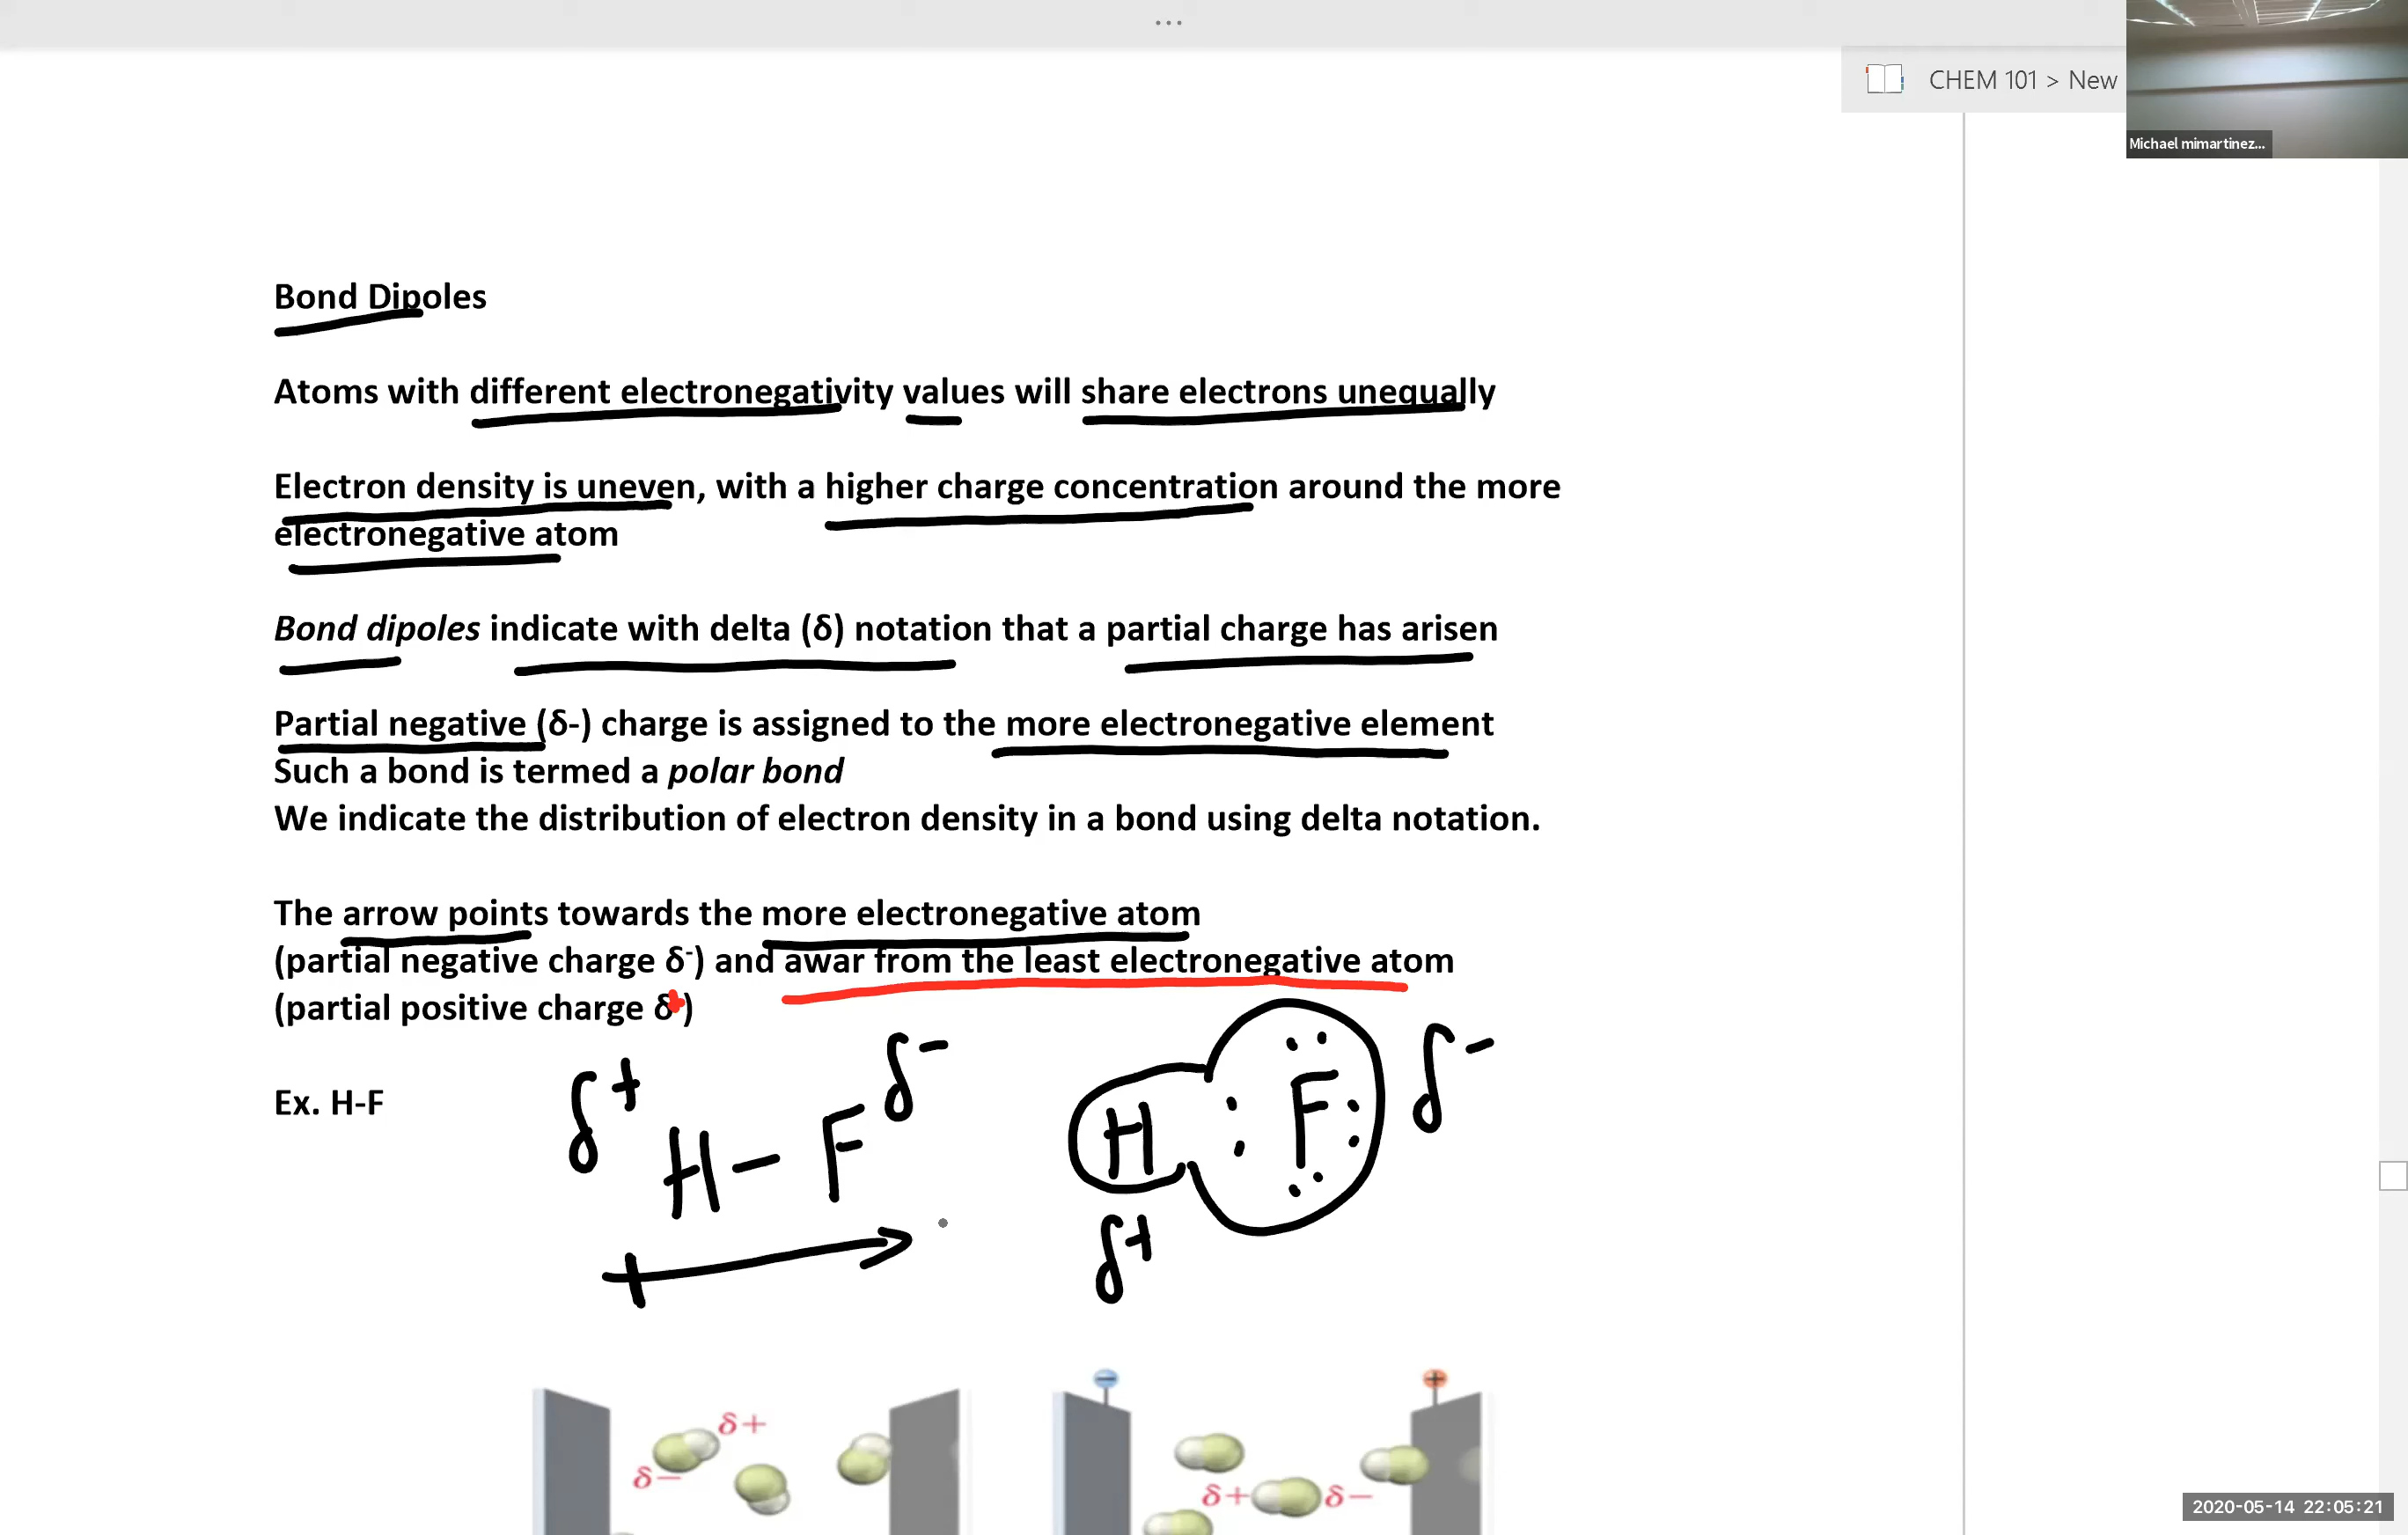 ...
CHEM 101 > New
Michael mimartinez...
Bond Dipoles
Atoms with different electronegativity values will share electrons unequally
Electron density is uneven, with a higher charge concentration around the more
electronegative atom
Bond dipoles indicate with delta (δ) notation that a partial charge has arisen
Partial negative (δ-) charge is assigned to the more electronegative element
Such a bond is termed a polar bond
We indicate the distribution of electron density in a bond using delta notation.
The arrow points towards the more electronegative atom
(partial negative charge δ⁻) and awar from the least electronegative atom
(partial positive charge δ⁺)
Ex. H-F
δ⁺ H–F δ⁻
H : F δ⁻
δ⁺
− +
δ+
δ−
δ+ δ−
2020-05-14 22:05:21